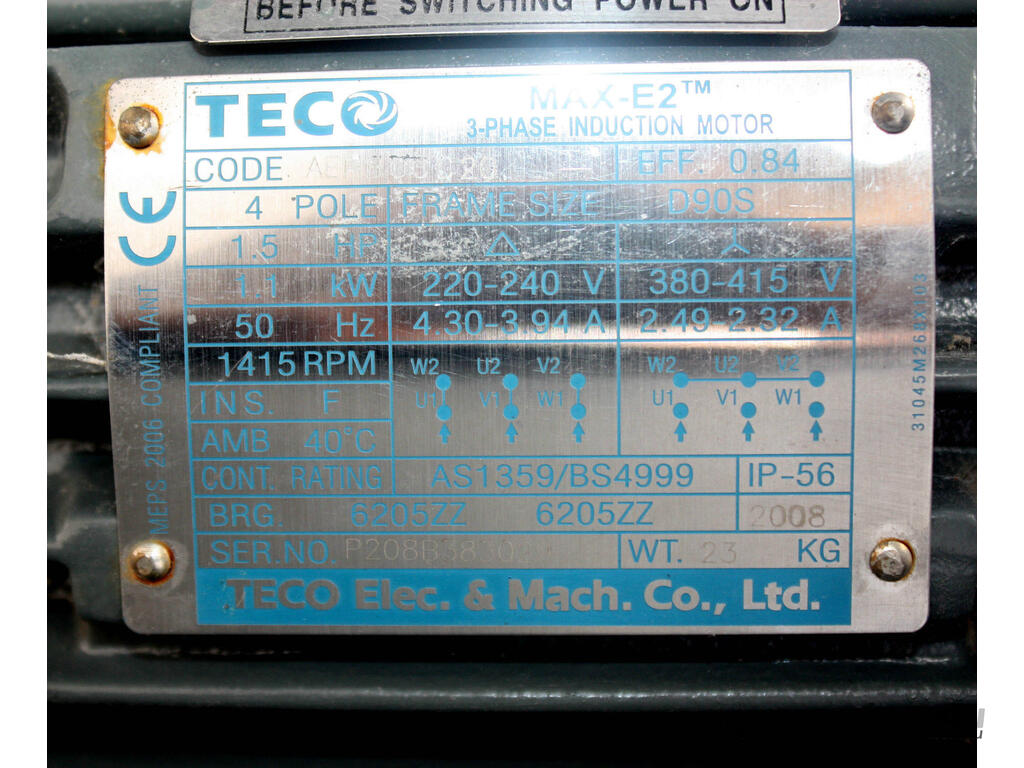 BEFORE SWITCHING POWER ON
TECO MAX-E2™
3-PHASE INDUCTION MOTOR
CODE EFF. 0.84
4 POLE FRAME SIZE D90S
1.5 HP △ Y
1.1 kW 220-240 V 380-415 V
50 Hz 4.30-3.94 A 2.49-2.32 A
1415 RPM W2 U2 V2 W2 U2 V2
INS. F U1 V1 W1 U1 V1 W1
AMB 40°C
CONT. RATING AS1359/BS4999 IP-56
BRG. 6205ZZ 6205ZZ 2008
SER.NO. WT. 23 KG
TECO Elec. & Mach. Co., Ltd.
CE
MEPS 2006 COMPLIANT
31045M268X103